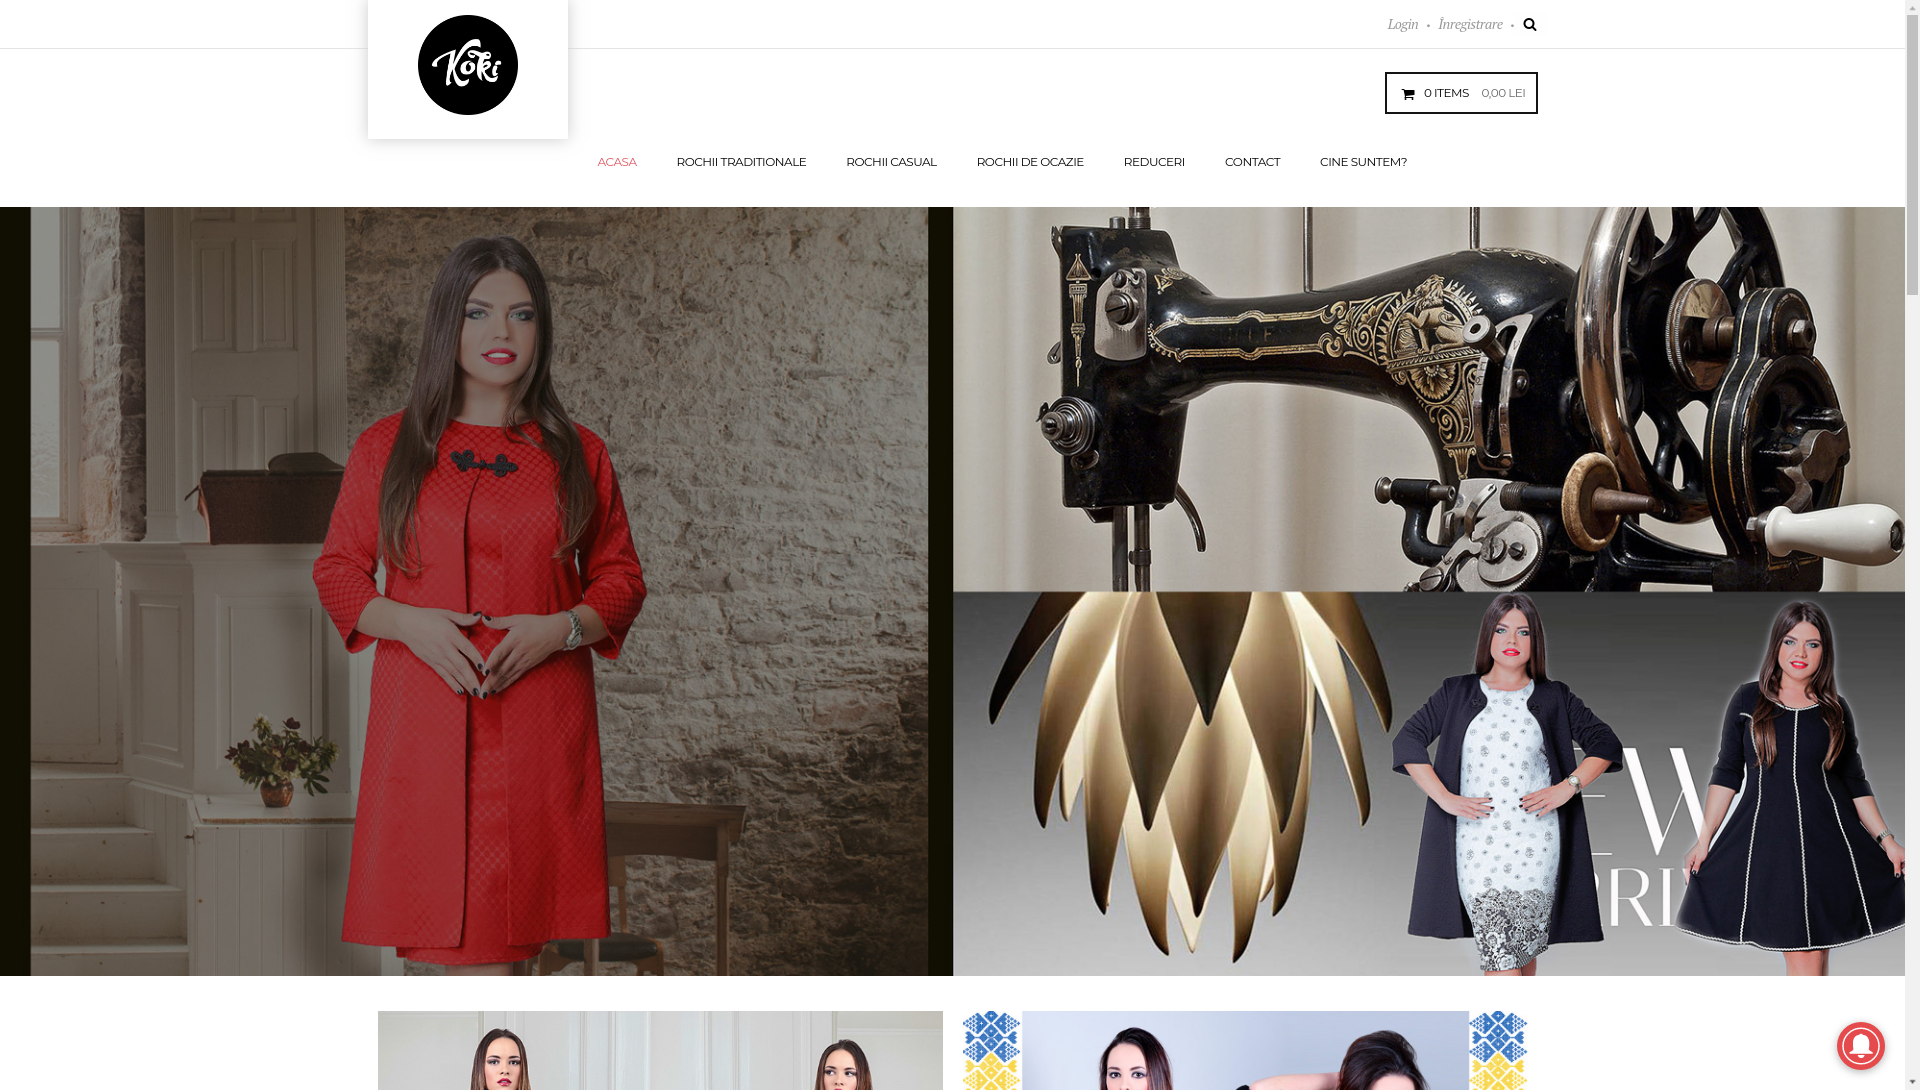 Koki
Login • Înregistrare •
0 ITEMS 0,00 LEI
ACASA ROCHII TRADITIONALE ROCHII CASUAL ROCHII DE OCAZIE REDUCERI CONTACT CINE SUNTEM?